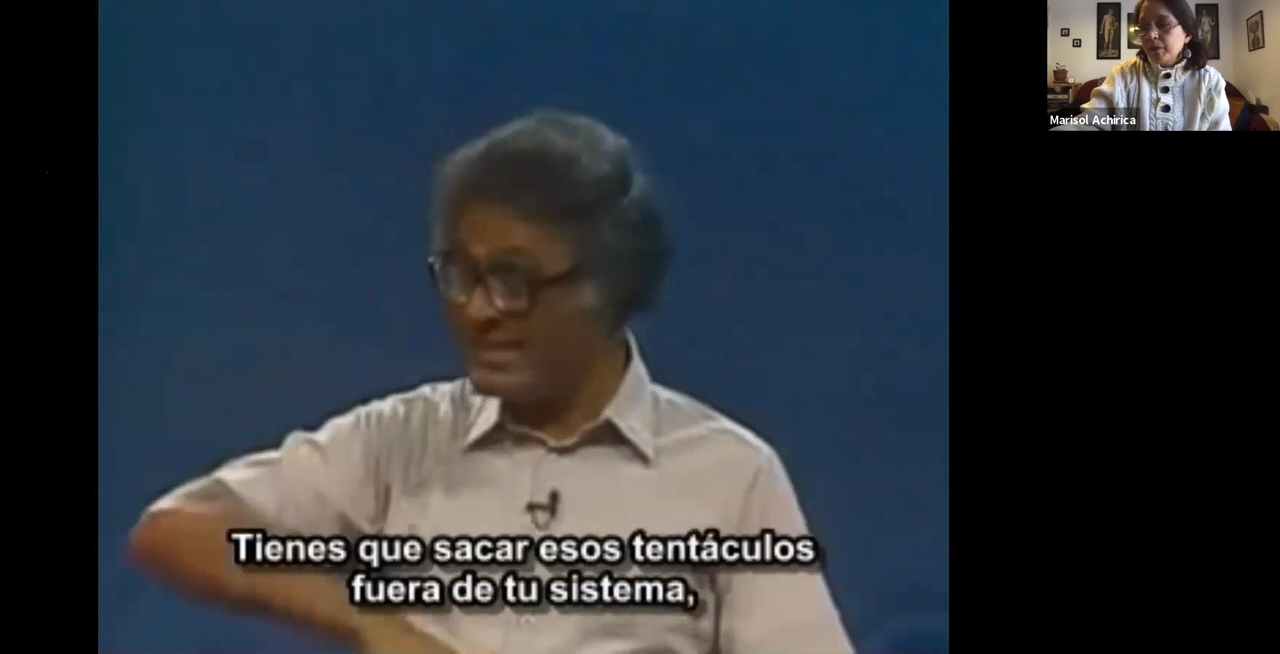 Marisol Achirica
Tienes que sacar esos tentáculos
fuera de tu sistema,